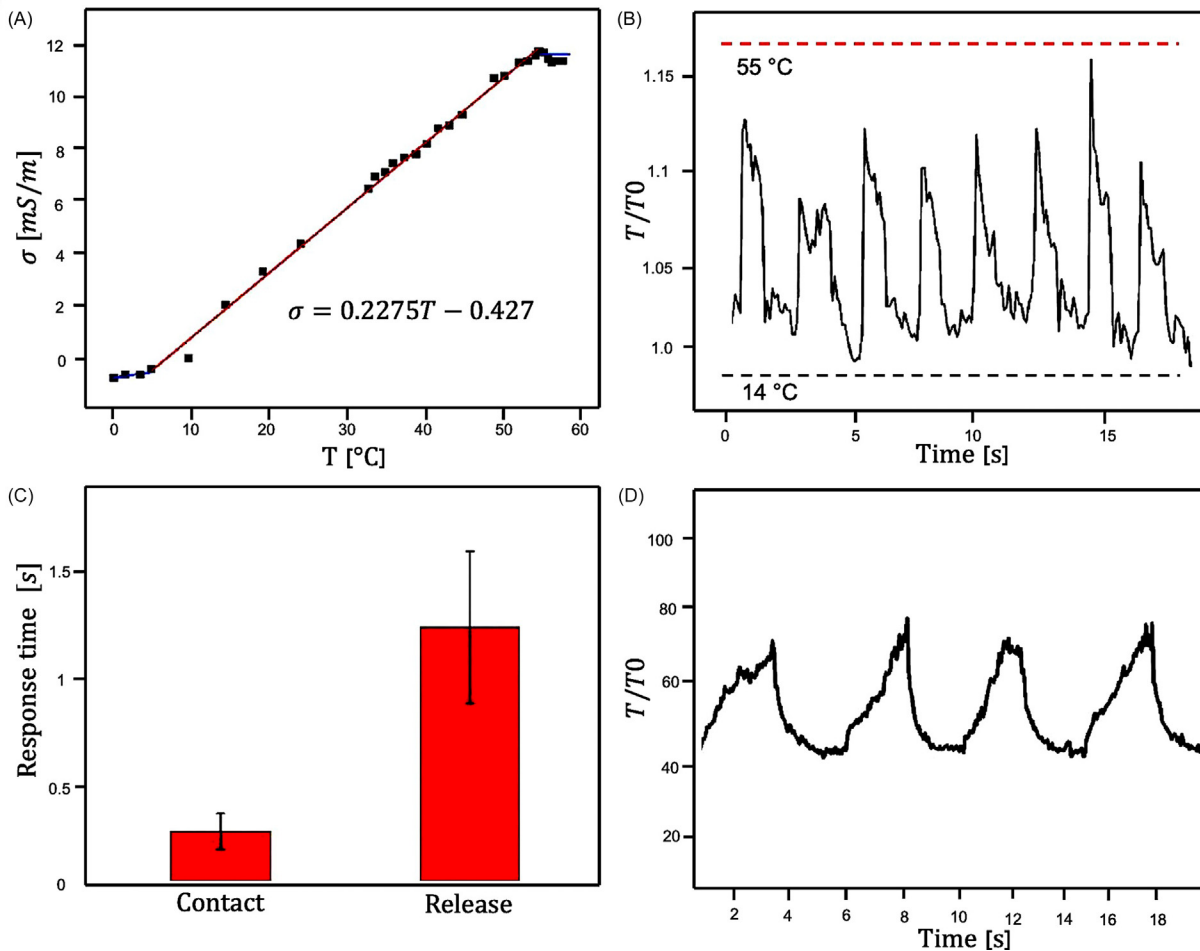 (A)
12
10
8
6
4
2
0
σ [mS/m]
σ = 0.2275T − 0.427
0
10
20
30
40
50
60
T [°C]
(B)
55 °C
1.15
1.1
1.05
1.0
T/T0
14 °C
0
5
10
15
Time [s]
(C)
1.5
1
0.5
0
Response time [s]
Contact
Release
(D)
100
80
60
40
20
T/T0
2
4
6
8
10
12
14
16
18
Time [s]